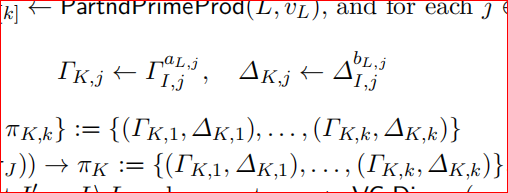 [k] ← PartndPrimeProd(L, v_L), and for each j ∈
Γ_{K,j} ← Γ_{I,j}^{a_{L,j}}, Δ_{K,j} ← Δ_{I,j}^{b_{L,j}}
π_{K,k}} := {(Γ_{K,1}, Δ_{K,1}), . . . , (Γ_{K,k}, Δ_{K,k})}
_J)) → π_K := {(Γ_{K,1}, Δ_{K,1}), . . . , (Γ_{K,k}, Δ_{K,k})}